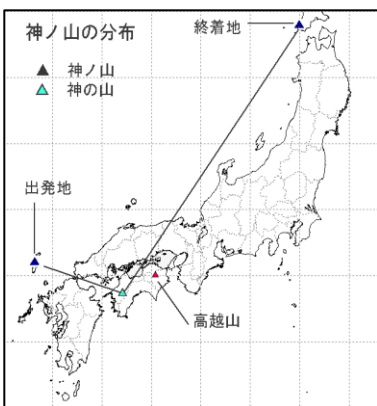 神ノ山の分布
終着地
神ノ山
神の山
出発地
高越山